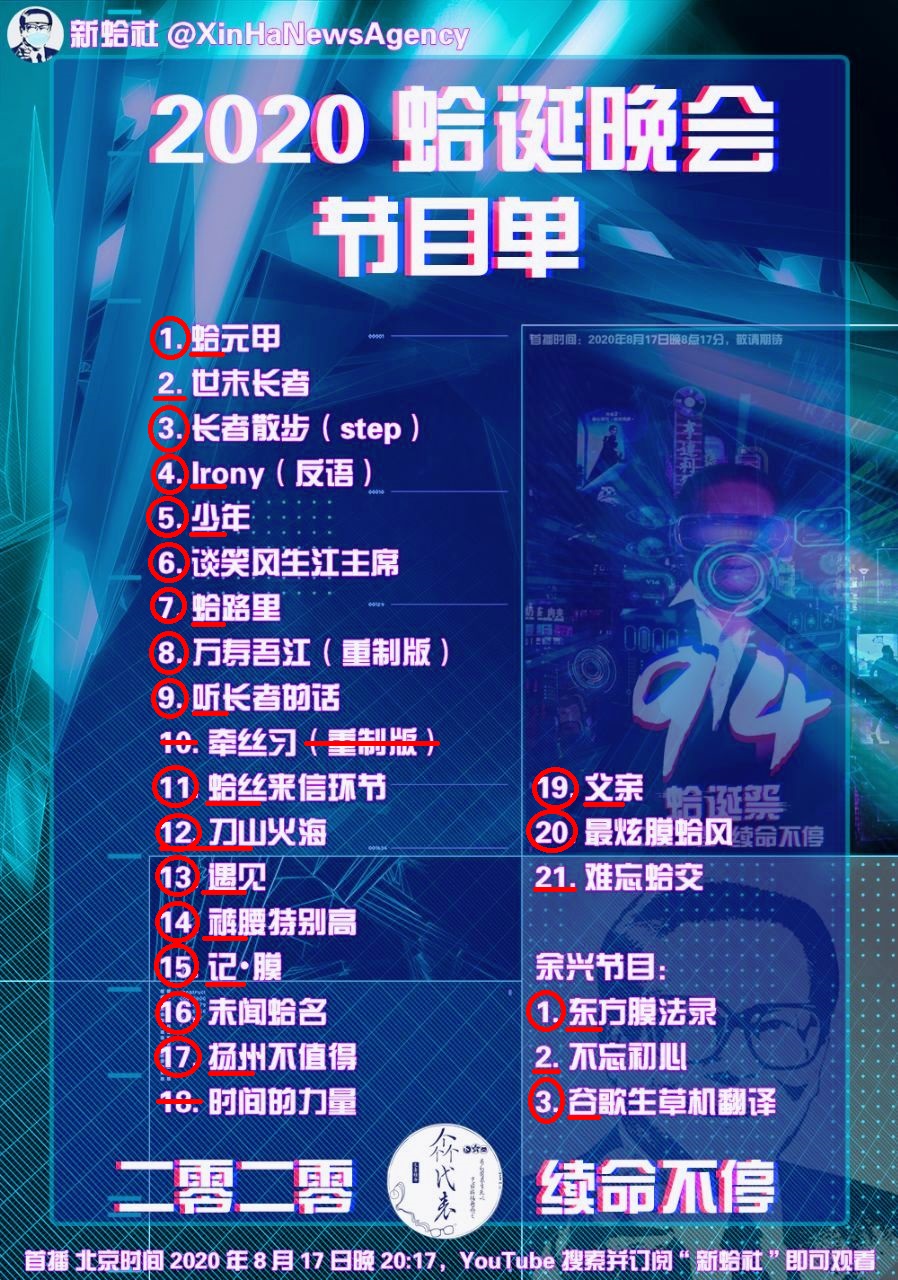 新蛤社 @XinHaNewsAgency
2020 蛤诞晚会
节目单
1. 蛤元甲
2. 世末长者
3. 长者散步（step）
4. Irony（反语）
5. 少年
6. 谈笑风生江主席
7. 蛤路里
8. 万寿吾江（重制版）
9. 听长者的话
10. 牵丝习（重制版）
11. 蛤丝来信环节
12. 刀山火海
13. 遇见
14. 裤腰特别高
15. 记·膜
16. 未闻蛤名
17. 扬州不值得
18. 时间的力量
首播时间：2020年8月17日晚8点17分，敬请期待
914
蛤诞祭
续命不停
19. 父亲
20. 最炫膜蛤风
21. 难忘蛤交
余兴节目：
1. 东方膜法录
2. 不忘初心
3. 谷歌生草机翻译
二零二零
续命不停
首播 北京时间 2020 年 8 月 17 日晚 20:17，YouTube 搜索并订阅“新蛤社”即可观看